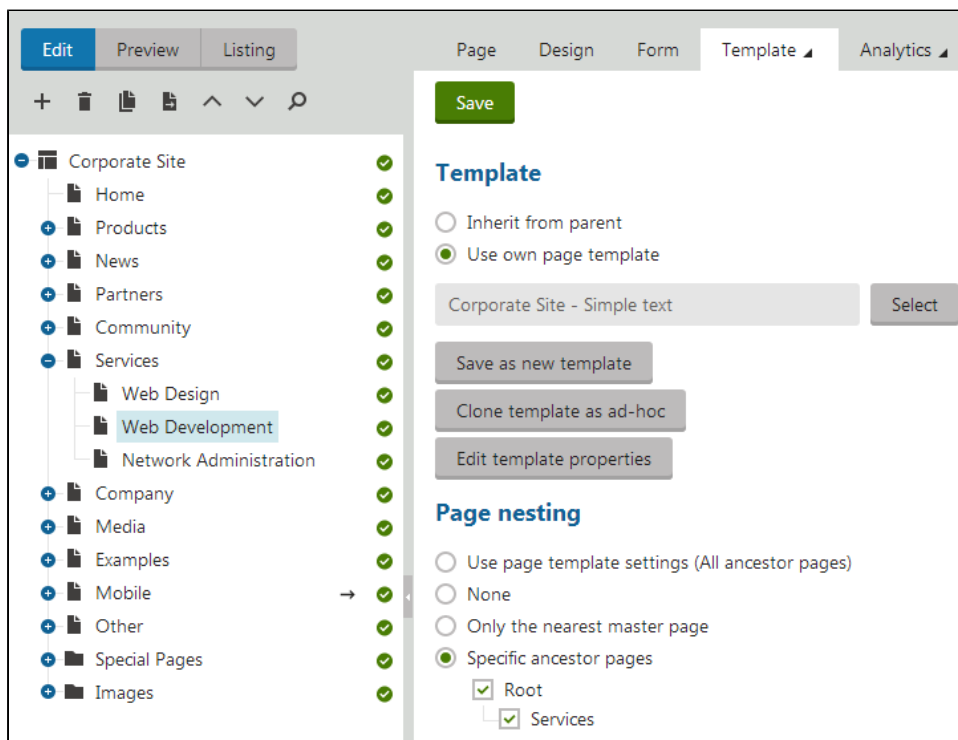 Edit Preview Listing
Page Design Form Template Analytics
Save
Corporate Site
Home
Products
News
Partners
Community
Services
Web Design
Web Development
Network Administration
Company
Media
Examples
Mobile
Other
Special Pages
Images
Template
Inherit from parent
Use own page template
Corporate Site - Simple text
Select
Save as new template
Clone template as ad-hoc
Edit template properties
Page nesting
Use page template settings (All ancestor pages)
None
Only the nearest master page
Specific ancestor pages
Root
Services